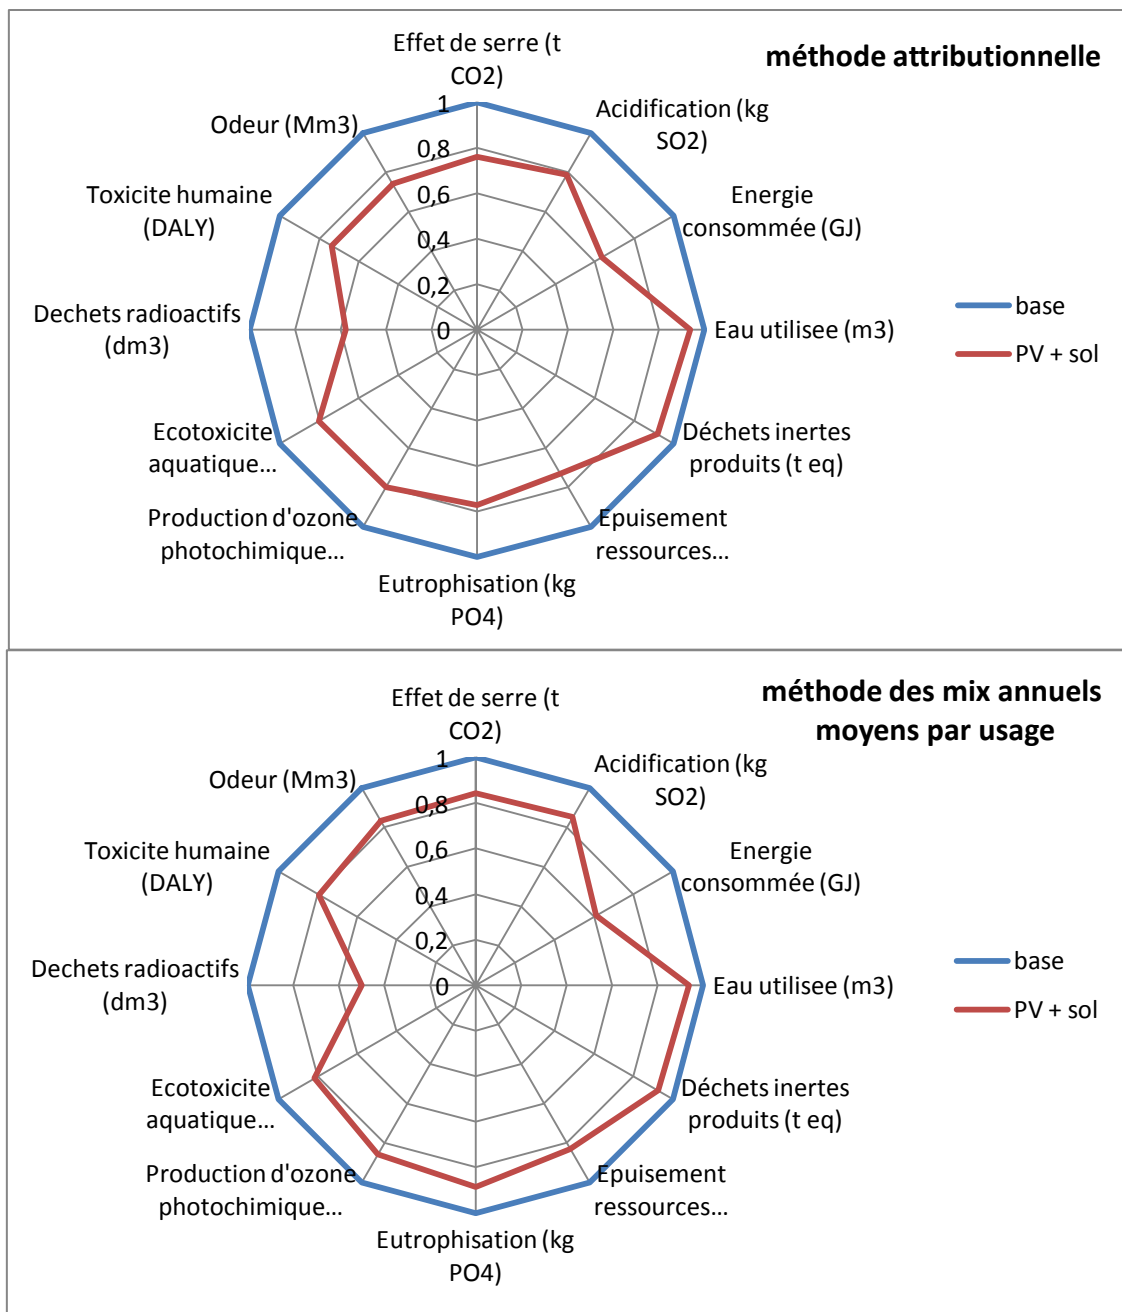 Effet de serre (t
CO2)
méthode attributionnelle
Acidification (kg
SO2)
Energie
consommée (GJ)
Eau utilisee (m3)
Déchets inertes
produits (t eq)
Epuisement
ressources...
Eutrophisation (kg
PO4)
Production d'ozone
photochimique...
Ecotoxicite
aquatique...
Dechets radioactifs
(dm3)
Toxicite humaine
(DALY)
Odeur (Mm3)
1
0,8
0,6
0,4
0,2
0
base
PV + sol
Effet de serre (t
CO2)
méthode des mix annuels
moyens par usage
Acidification (kg
SO2)
Energie
consommée (GJ)
Eau utilisee (m3)
Déchets inertes
produits (t eq)
Epuisement
ressources...
Eutrophisation (kg
PO4)
Production d'ozone
photochimique...
Ecotoxicite
aquatique...
Dechets radioactifs
(dm3)
Toxicite humaine
(DALY)
Odeur (Mm3)
1
0,8
0,6
0,4
0,2
0
base
PV + sol